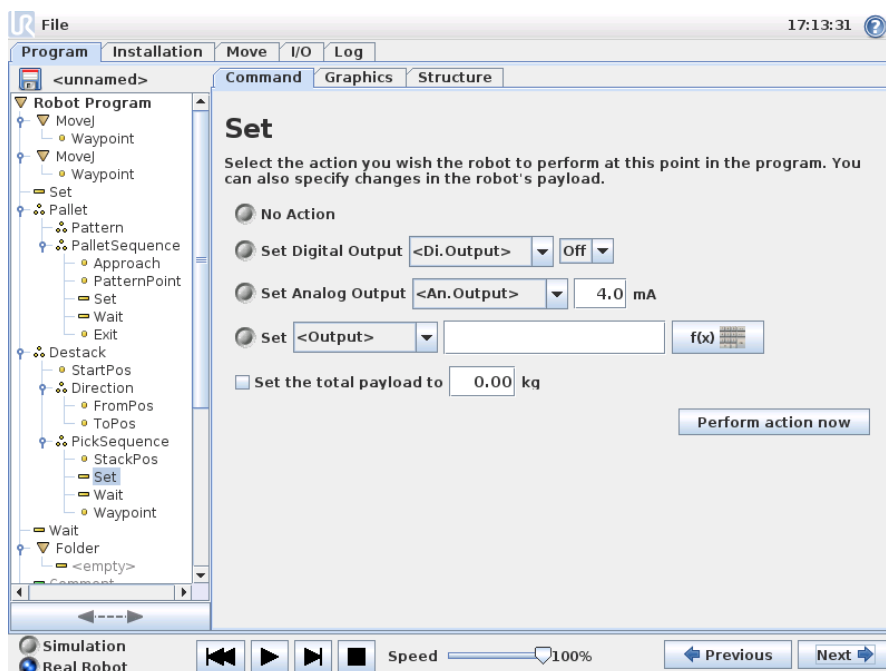 UR File 17:13:31 ?
Program Installation Move I/O Log
<unnamed>
Command Graphics Structure
Robot Program
MoveJ
Waypoint
MoveJ
Waypoint
Set
Pallet
Pattern
PalletSequence
Approach
PatternPoint
Set
Wait
Exit
Destack
StartPos
Direction
FromPos
ToPos
PickSequence
StackPos
Set
Wait
Waypoint
Wait
Folder
<empty>
Comment
Set
Select the action you wish the robot to perform at this point in the program. You
can also specify changes in the robot's payload.
No Action
Set Digital Output <Di.Output> Off
Set Analog Output <An.Output> 4.0 mA
Set <Output> f(x)
Set the total payload to 0.00 kg
Perform action now
Simulation
Real Robot
Speed 100%
Previous Next